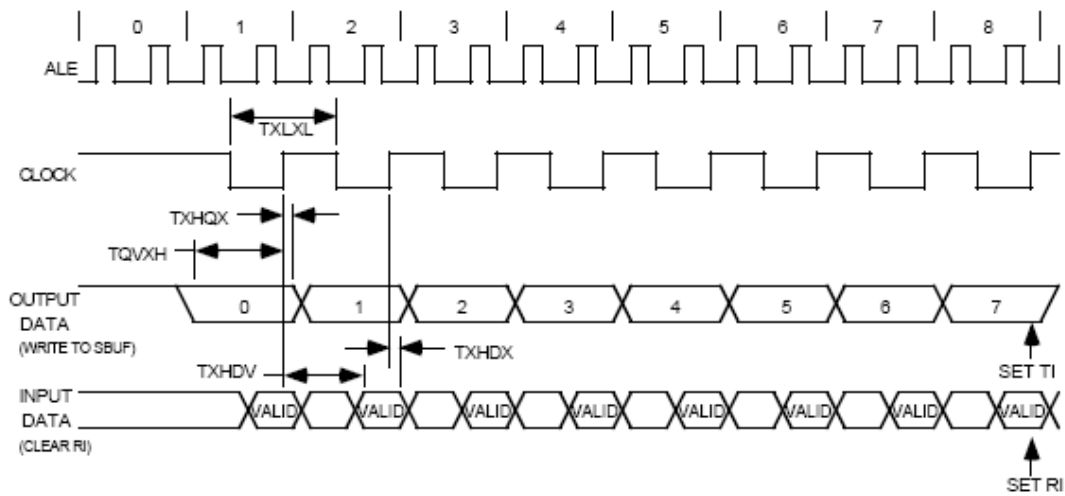 0 1 2 3 4 5 6 7 8
ALE
TXLXL
CLOCK
TXHQX
TQVXH
OUTPUT
DATA
(WRITE TO SBUF)
0 1 2 3 4 5 6 7
TXHDX
SET TI
TXHDV
INPUT
DATA
(CLEAR RI)
VALID VALID VALID VALID VALID VALID VALID VALID
SET RI